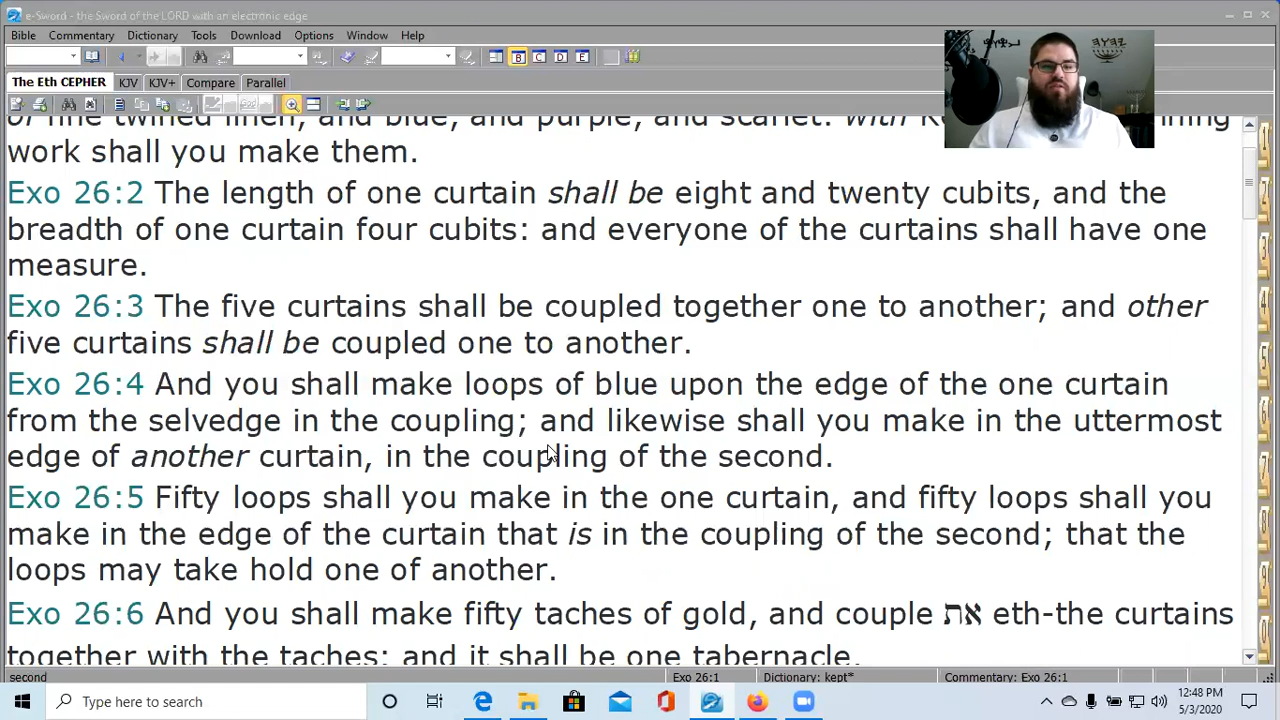 e-Sword - the Sword of the LORD with an electronic edge
Bible Commentary Dictionary Tools Download Options Window Help
The Eth CEPHER KJV KJV+ Compare Parallel
of fine twined linen, and blue, and purple, and scarlet: with
work shall you make them.
Exo 26:2 The length of one curtain shall be eight and twenty cubits, and the
breadth of one curtain four cubits: and everyone of the curtains shall have one
measure.
Exo 26:3 The five curtains shall be coupled together one to another; and other
five curtains shall be coupled one to another.
Exo 26:4 And you shall make loops of blue upon the edge of the one curtain
from the selvedge in the coupling; and likewise shall you make in the uttermost
edge of another curtain, in the coupling of the second.
Exo 26:5 Fifty loops shall you make in the one curtain, and fifty loops shall you
make in the edge of the curtain that is in the coupling of the second; that the
loops may take hold one of another.
Exo 26:6 And you shall make fifty taches of gold, and couple את eth-the curtains
together with the taches: and it shall be one tabernacle.
second Exo 26:1 Dictionary: kept* Commentary: Exo 26:1
Type here to search
12:48 PM
5/3/2020